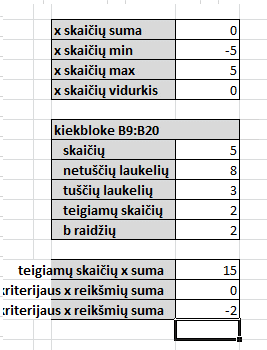 x skaičių suma 0
x skaičių min -5
x skaičių max 5
x skaičių vidurkis 0
kiekbloke B9:B20
skaičių 5
netuščių laukelių 8
tuščių laukelių 3
teigiamų skaičių 2
b raidžių 2
teigiamų skaičių x suma 15
kriterijaus x reikšmių suma 0
kriterijaus x reikšmių suma -2